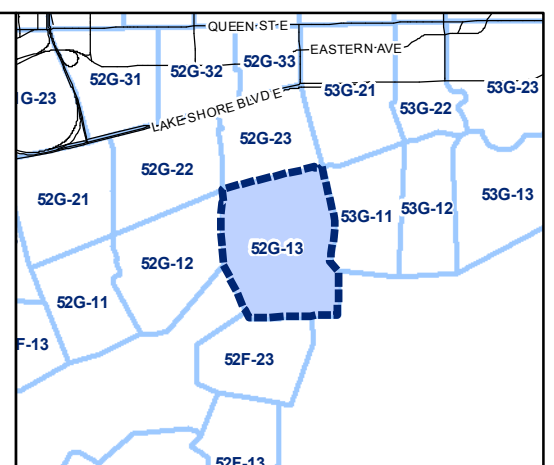 QUEEN ST E
EASTERN AVE
52G-31
52G-32
52G-33
53G-21
53G-23
G-23
LAKE SHORE BLVD E
53G-22
52G-23
52G-22
52G-21
53G-13
53G-12
53G-11
52G-13
52G-12
52G-11
F-13
52F-23
52F-13